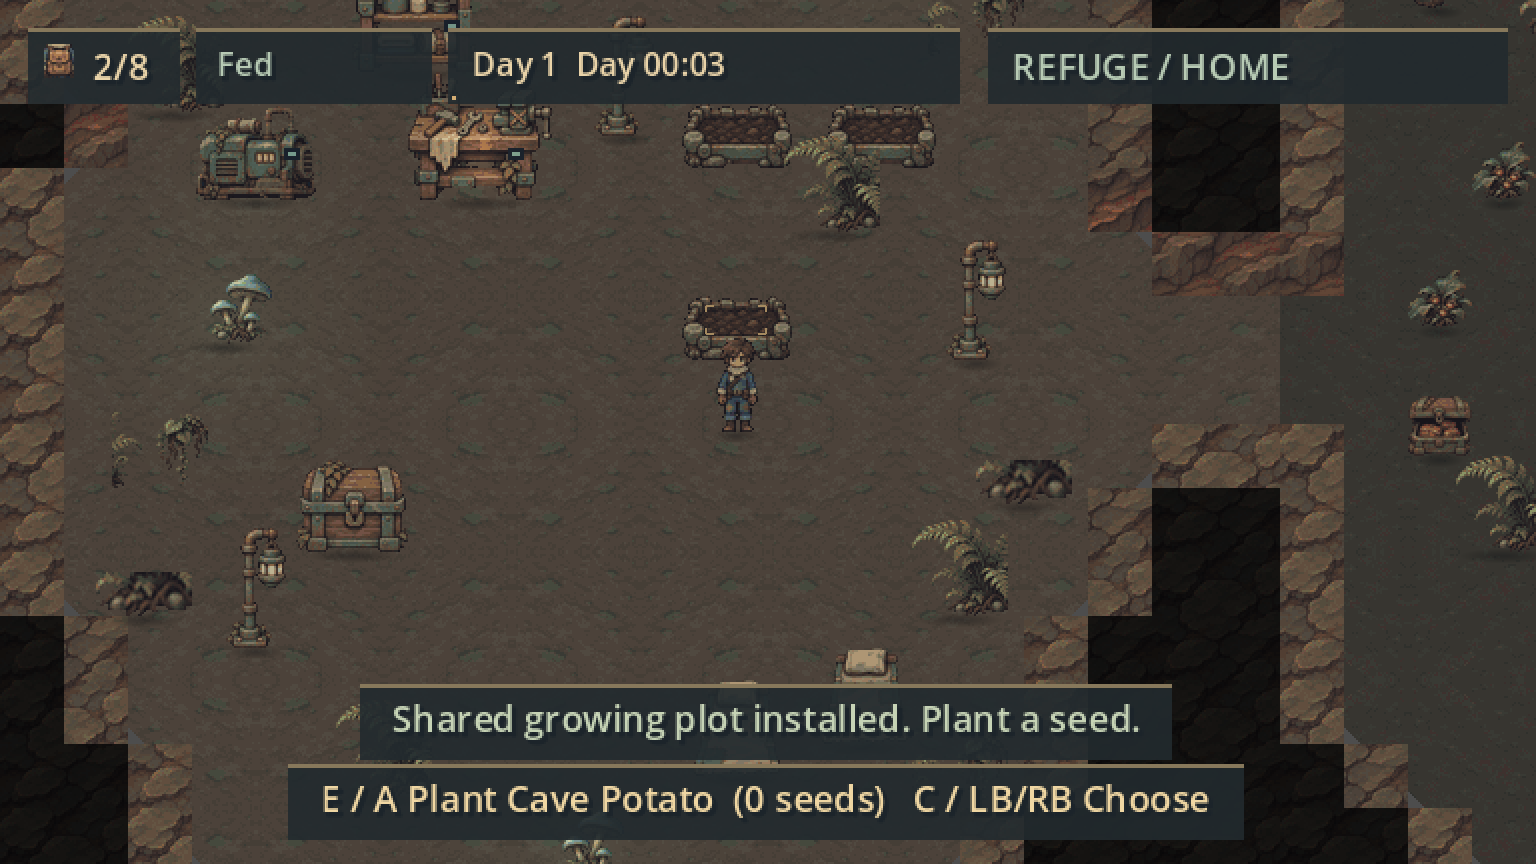 2/8
Fed
Day 1 Day 00:03
REFUGE / HOME
Shared growing plot installed. Plant a seed.
E / A Plant Cave Potato (0 seeds) C / LB/RB Choose